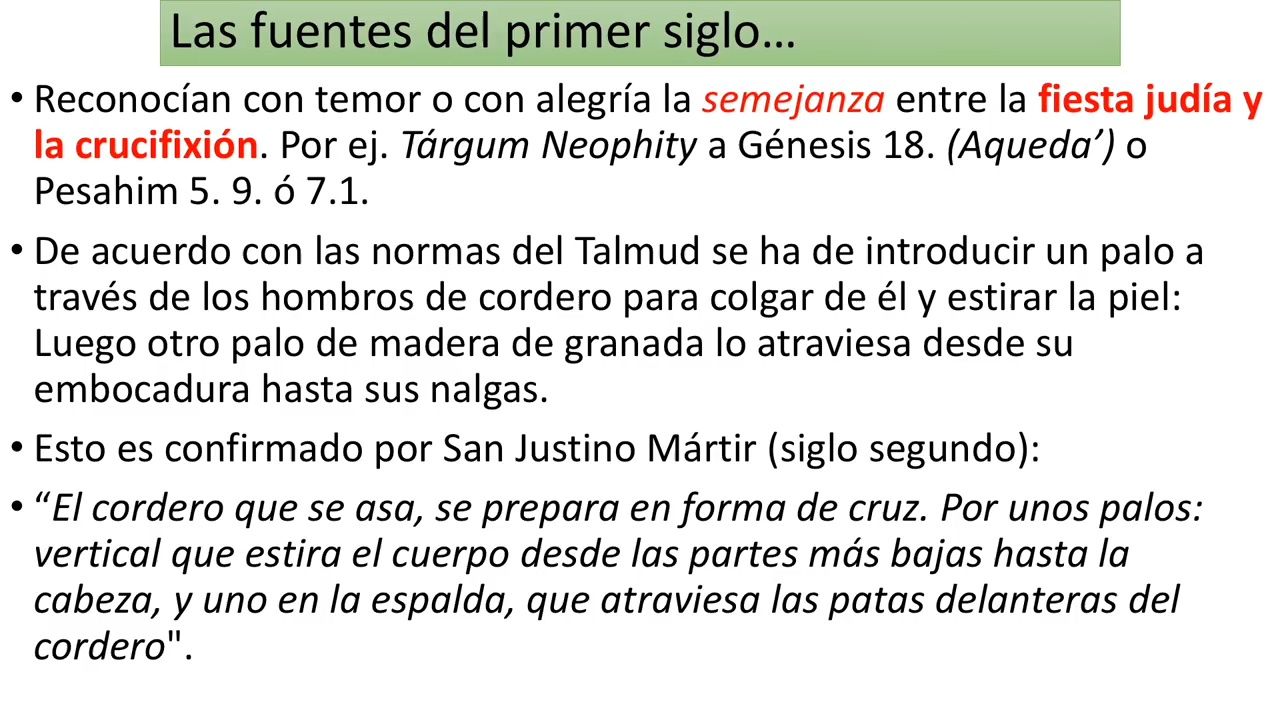 Las fuentes del primer siglo...
• Reconocían con temor o con alegría la semejanza entre la fiesta judía y
la crucifixión. Por ej. Tárgum Neophity a Génesis 18. (Aqueda’) o
Pesahim 5. 9. ó 7.1.
• De acuerdo con las normas del Talmud se ha de introducir un palo a
través de los hombros de cordero para colgar de él y estirar la piel:
Luego otro palo de madera de granada lo atraviesa desde su
embocadura hasta sus nalgas.
• Esto es confirmado por San Justino Mártir (siglo segundo):
• “El cordero que se asa, se prepara en forma de cruz. Por unos palos:
vertical que estira el cuerpo desde las partes más bajas hasta la
cabeza, y uno en la espalda, que atraviesa las patas delanteras del
cordero".